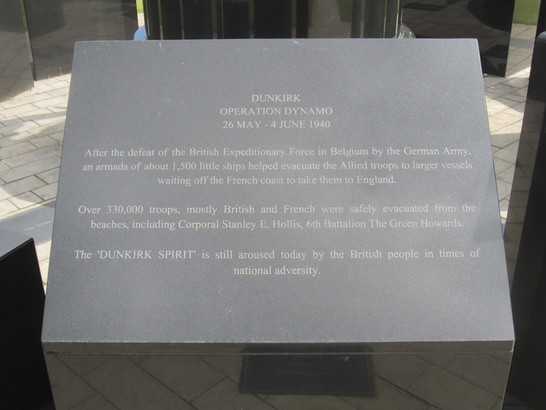 DUNKIRK
OPERATION DYNAMO
26 MAY - 4 JUNE 1940
After the defeat of the British Expeditionary Force in Belgium by the German Army,
an armada of about 1,500 little ships helped evacuate the Allied troops to larger vessels
waiting off the French coast to take them to England.
Over 330,000 troops, mostly British and French were safely evacuated from the
beaches, including Corporal Stanley E. Hollis, 6th Battalion The Green Howards.
The 'DUNKIRK SPIRIT' is still aroused today by the British people in times of
national adversity.